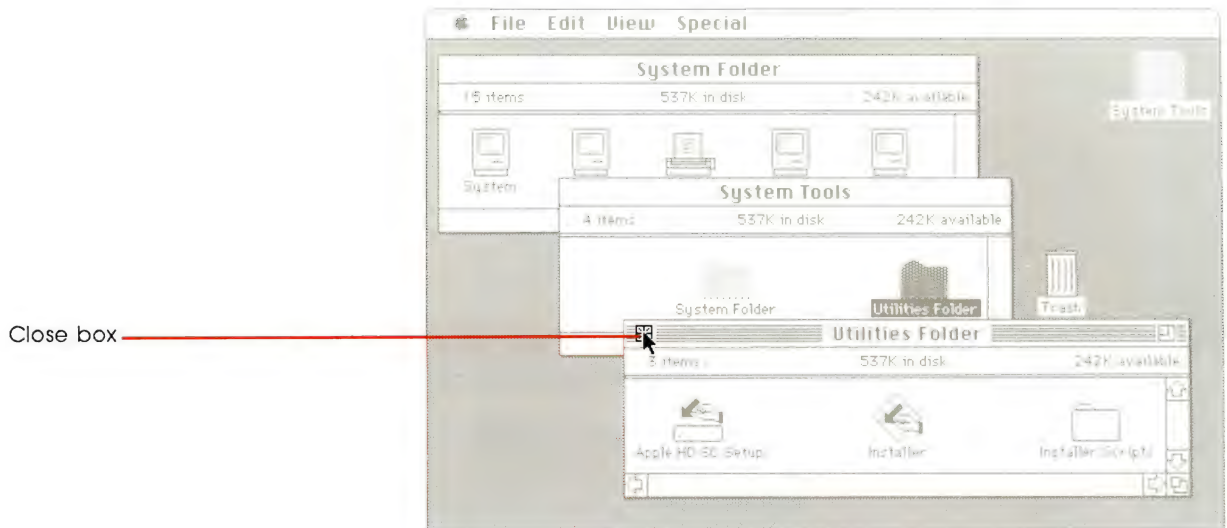 File Edit View Special
System Folder
15 items 537K in disk 242K available
System Tools
System
System Tools
4 items 537K in disk 242K available
System Folder Utilities Folder
Trash
Close box
Utilities Folder
3 items 537K in disk 242K available
Apple HD SC Setup Installer Installer Scripts